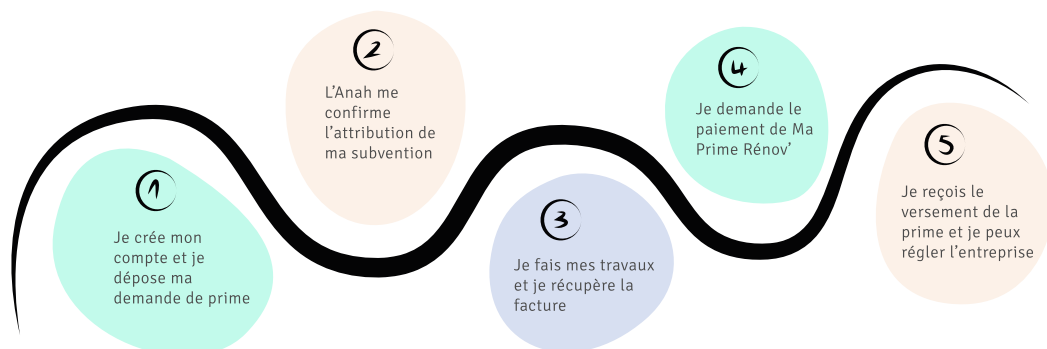 1
Je crée mon
compte et je
dépose ma
demande de prime
2
L’Anah me
confirme
l’attribution de
ma subvention
3
Je fais mes travaux
et je récupère la
facture
4
Je demande le
paiement de Ma
Prime Rénov’
5
Je reçois le
versement de la
prime et je peux
régler l’entreprise